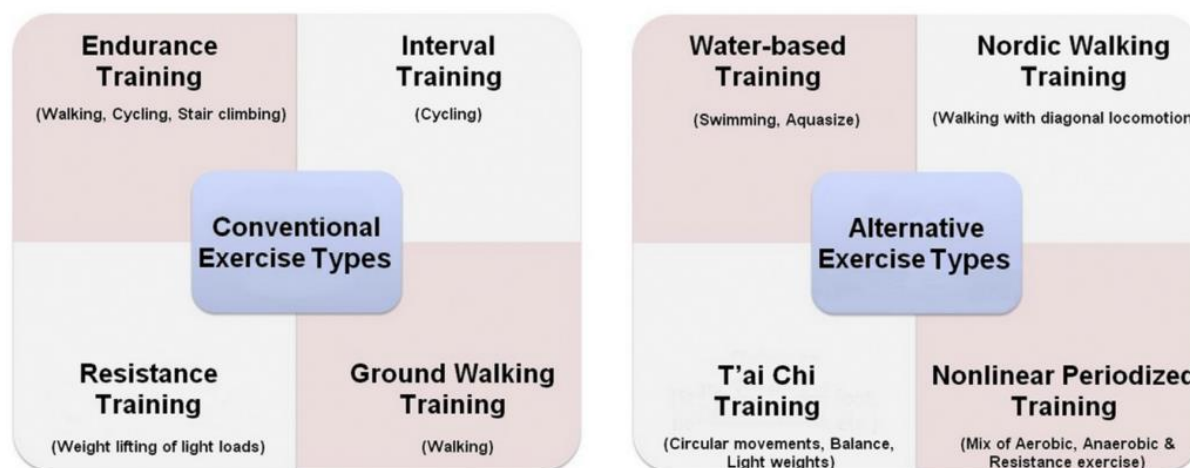 Endurance
Training
(Walking, Cycling, Stair climbing)
Interval
Training
(Cycling)
Conventional
Exercise Types
Resistance
Training
(Weight lifting of light loads)
Ground Walking
Training
(Walking)
Water-based
Training
(Swimming, Aquasize)
Nordic Walking
Training
(Walking with diagonal locomotion
Alternative
Exercise Types
T'ai Chi
Training
(Circular movements, Balance,
Light weights)
Nonlinear Periodized
Training
(Mix of Aerobic, Anaerobic &
Resistance exercise)